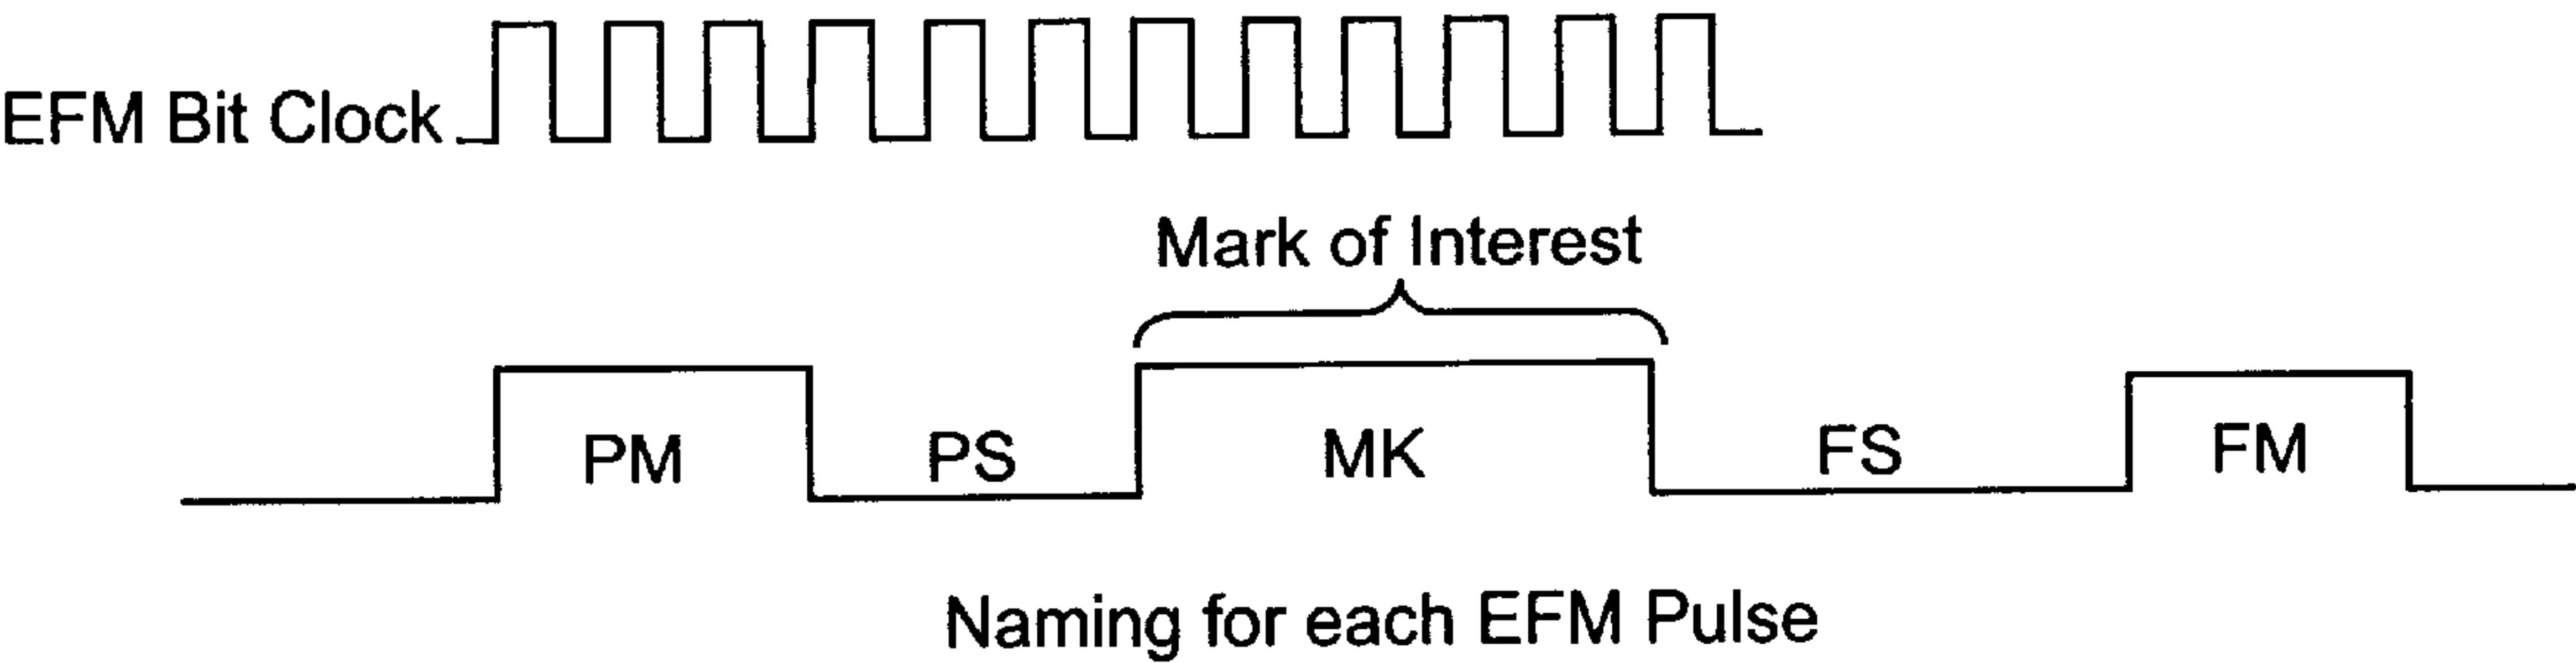 EFM Bit Clock
Mark of Interest
PM PS MK FS FM
Naming for each EFM Pulse